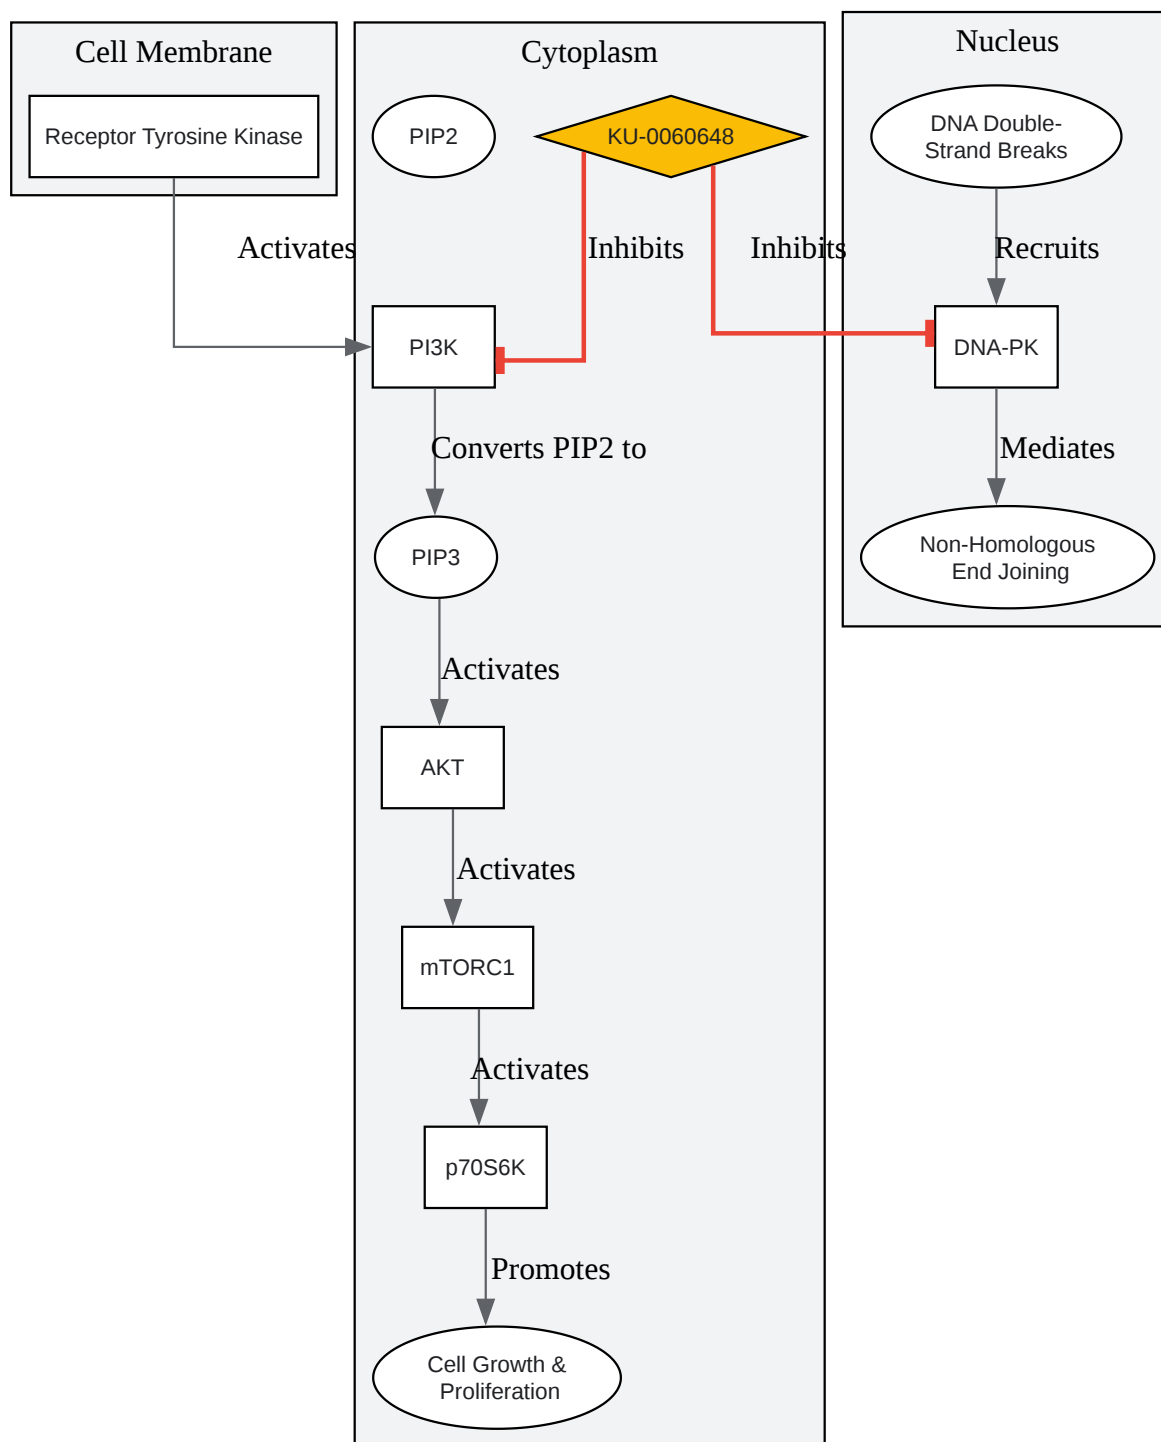 Cell Membrane
Receptor Tyrosine Kinase
Activates
Cytoplasm
PIP2
KU-0060648
Inhibits
Inhibits
PI3K
Converts PIP2 to
PIP3
Activates
AKT
Activates
mTORC1
Activates
p70S6K
Promotes
Cell Growth &
Proliferation
Nucleus
DNA Double-
Strand Breaks
Recruits
DNA-PK
Mediates
Non-Homologous
End Joining